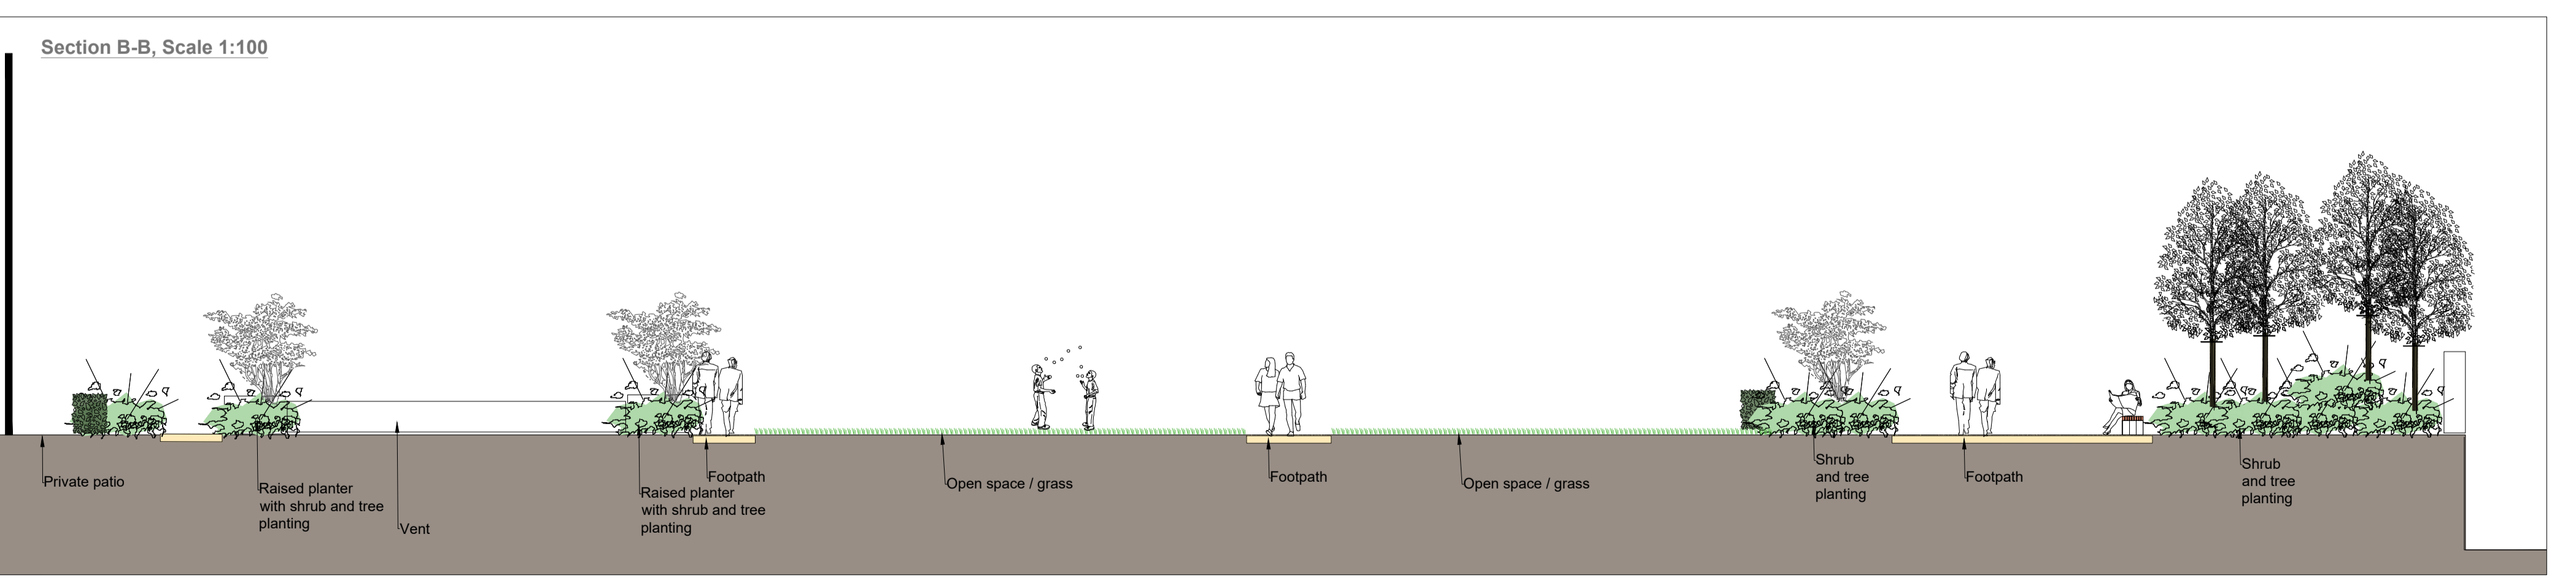 Section B-B, Scale 1:100
Private patio
Raised planter
with shrub and tree
planting
Vent
Footpath
Raised planter
with shrub and tree
planting
Open space / grass
Footpath
Open space / grass
Shrub
and tree
planting
Footpath
Shrub
and tree
planting